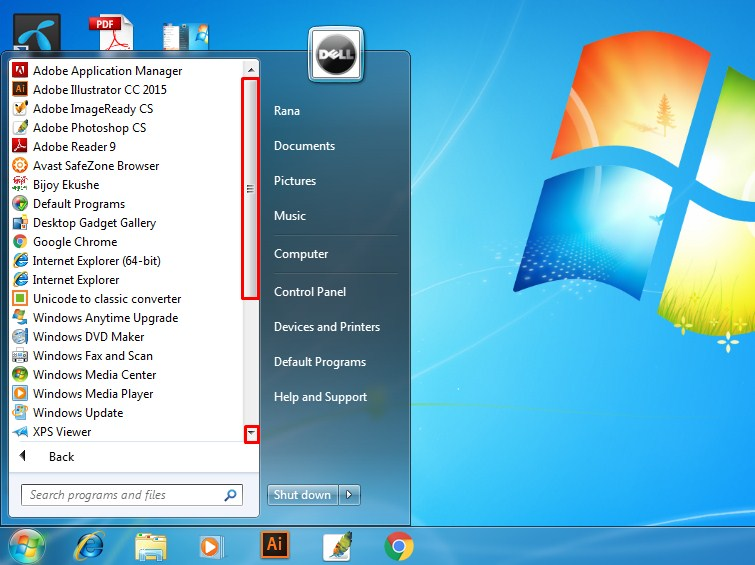 PDF
DELL
Adobe Application Manager
Adobe Illustrator CC 2015
Adobe ImageReady CS
Adobe Photoshop CS
Adobe Reader 9
Avast SafeZone Browser
Bijoy Ekushe
Default Programs
Desktop Gadget Gallery
Google Chrome
Internet Explorer (64-bit)
Internet Explorer
Unicode to classic converter
Windows Anytime Upgrade
Windows DVD Maker
Windows Fax and Scan
Windows Media Center
Windows Media Player
Windows Update
XPS Viewer
Back
Search programs and files
Rana
Documents
Pictures
Music
Computer
Control Panel
Devices and Printers
Default Programs
Help and Support
Shut down
Ai